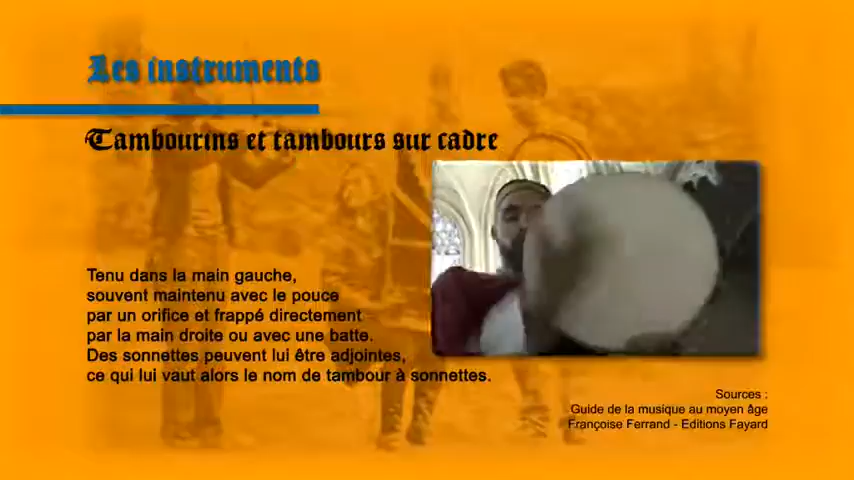 Les instruments
Tambourins et tambours sur cadre
Tenu dans la main gauche,
souvent maintenu avec le pouce
par un orifice et frappé directement
par la main droite ou avec une batte.
Des sonnettes peuvent lui être adjointes,
ce qui lui vaut alors le nom de tambour à sonnettes.
Sources :
Guide de la musique au moyen âge
Françoise Ferrand - Editions Fayard